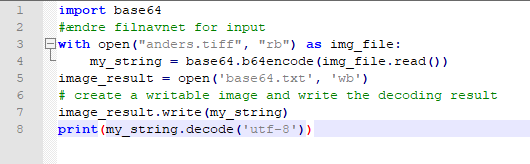 1 import base64
2 #ændre filnavnet for input
3 with open("anders.tiff", "rb") as img_file:
4     my_string = base64.b64encode(img_file.read())
5 image_result = open('base64.txt', 'wb')
6 # create a writable image and write the decoding result
7 image_result.write(my_string)
8 print(my_string.decode('utf-8'))